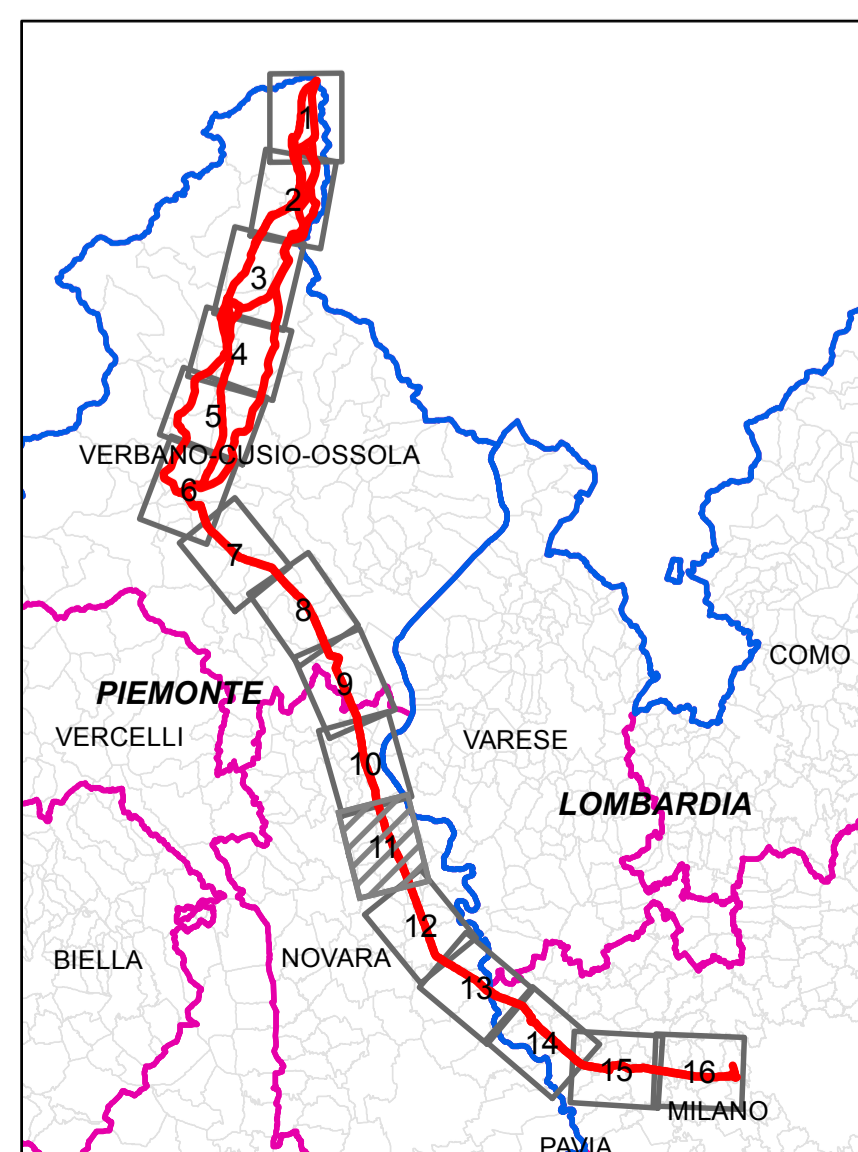 1
2
3
4
5
VERBANO-CUSIO-OSSOLA
6
7
8
COMO
9
PIEMONTE
VERCELLI
VARESE
10
LOMBARDIA
11
12
NOVARA
BIELLA
13
14
15
16
MILANO
PAVIA